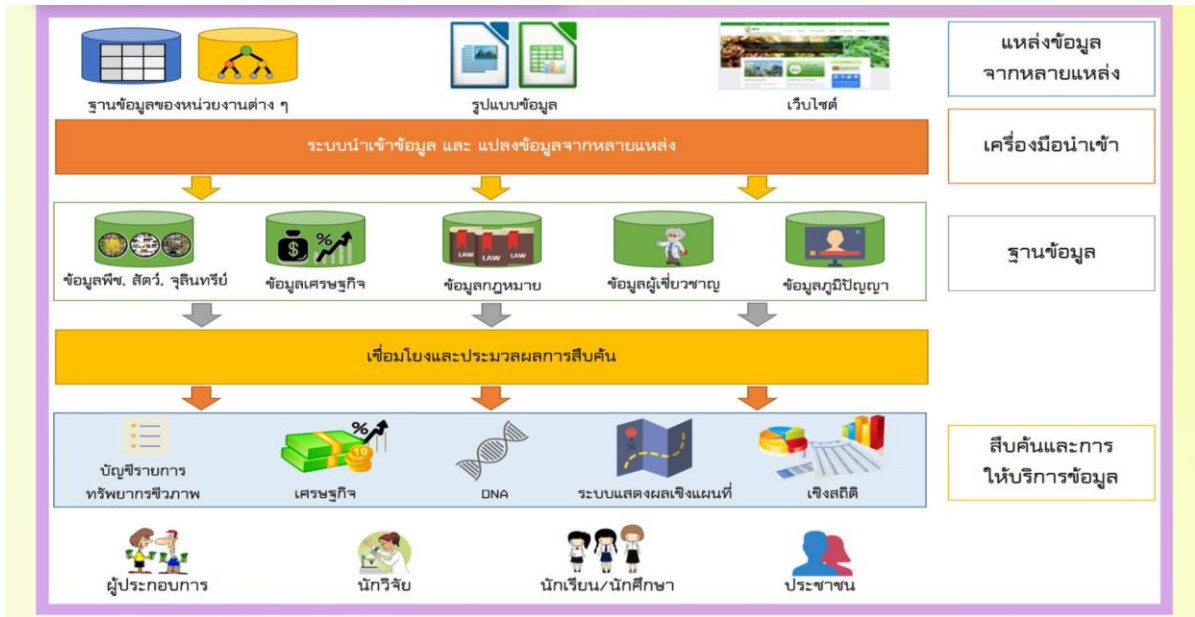 แหล่งข้อมูล
จากหลายแหล่ง
ฐานข้อมูลของหน่วยงานต่าง ๆ
รูปแบบข้อมูล
เว็บไซต์
ระบบนำเข้าข้อมูล และ แปลงข้อมูลจากหลายแหล่ง
เครื่องมือนำเข้า
$
%
LAW
LAW
LAW
ฐานข้อมูล
ข้อมูลพืช, สัตว์, จุลินทรีย์
ข้อมูลเศรษฐกิจ
ข้อมูลกฎหมาย
ข้อมูลผู้เชี่ยวชาญ
ข้อมูลภูมิปัญญา
เชื่อมโยงและประมวลผลการสืบค้น
%
10
บัญชีรายการ
ทรัพยากรชีวภาพ
เศรษฐกิจ
DNA
ระบบแสดงผลเชิงแผนที่
เชิงสถิติ
สืบค้นและการ
ให้บริการข้อมูล
ผู้ประกอบการ
นักวิจัย
นักเรียน/นักศึกษา
ประชาชน